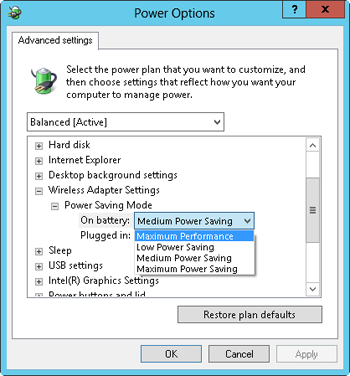 Power Options
Advanced settings
Select the power plan that you want to customize, and
then choose settings that reflect how you want your
computer to manage power.
Balanced [Active]
Hard disk
Internet Explorer
Desktop background settings
Wireless Adapter Settings
Power Saving Mode
On battery: Medium Power Saving
Plugged in: Maximum Performance
Low Power Saving
Medium Power Saving
Maximum Power Saving
Sleep
USB settings
Intel(R) Graphics Settings
Power buttons and lid
Restore plan defaults
OK Cancel Apply